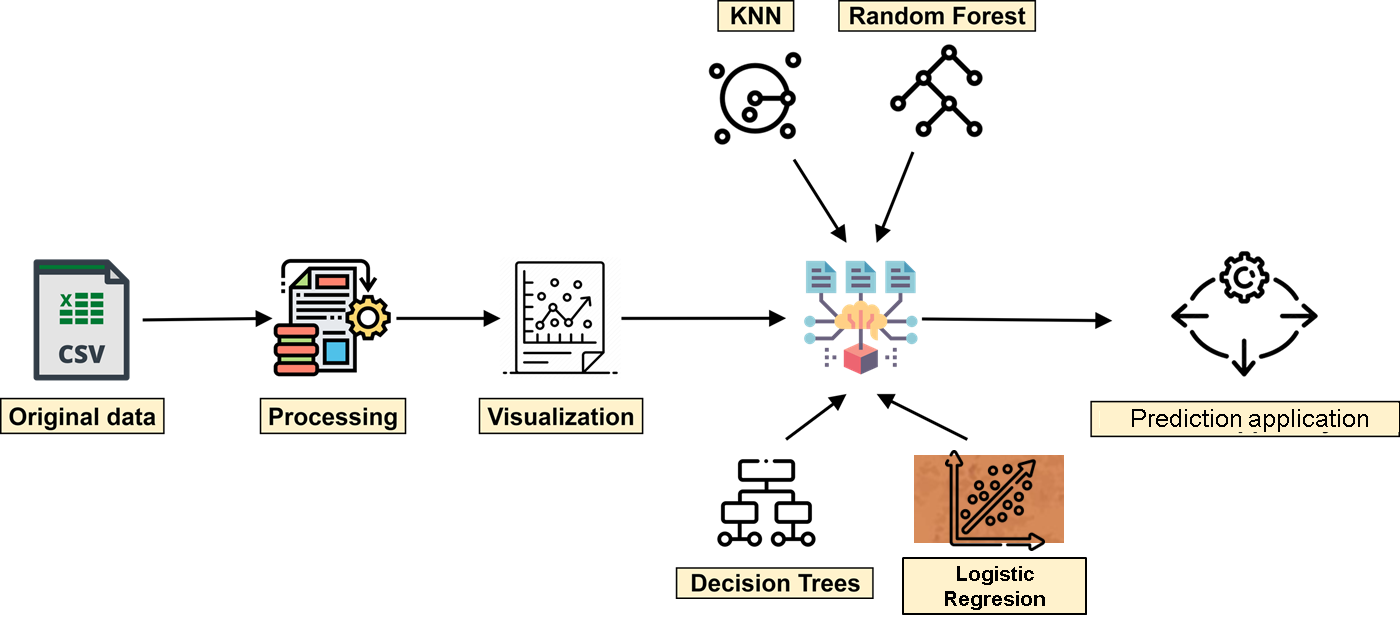 KNN
Random Forest
X
CSV
Original data
Processing
Visualization
Prediction application
Decision Trees
Logistic
Regresion